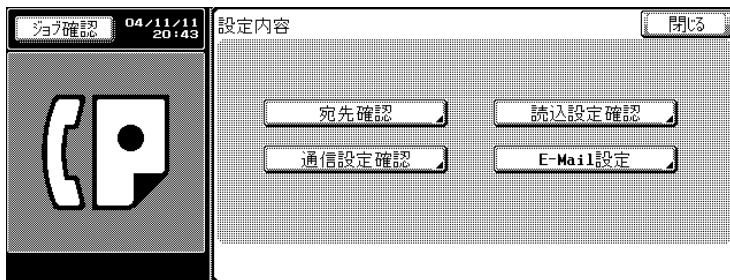 ｼﾞｮﾌﾞ確認
04/11/11
20:43
設定内容
閉じる
宛先確認
読込設定確認
通信設定確認
E-Mail設定